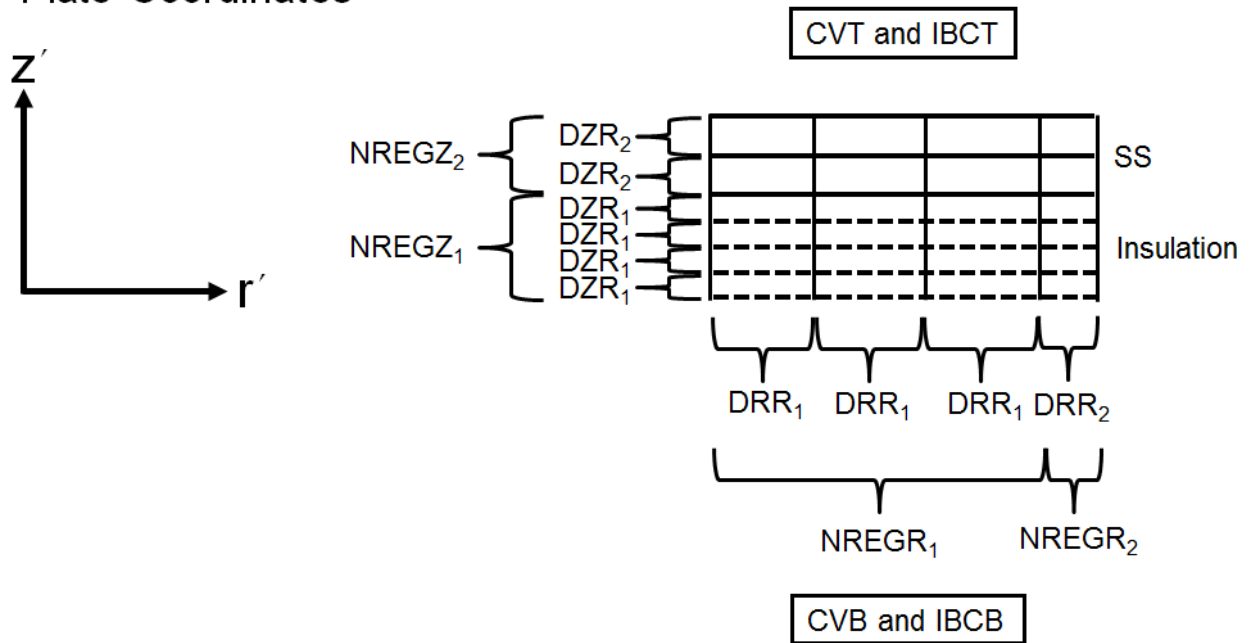 Plate Coordinates
CVT and IBCT
z′
r′
NREGZ₂
NREGZ₁
DZR₂
DZR₂
DZR₁
DZR₁
DZR₁
DZR₁
SS
Insulation
DRR₁ DRR₁ DRR₁ DRR₂
NREGR₁ NREGR₂
CVB and IBCB